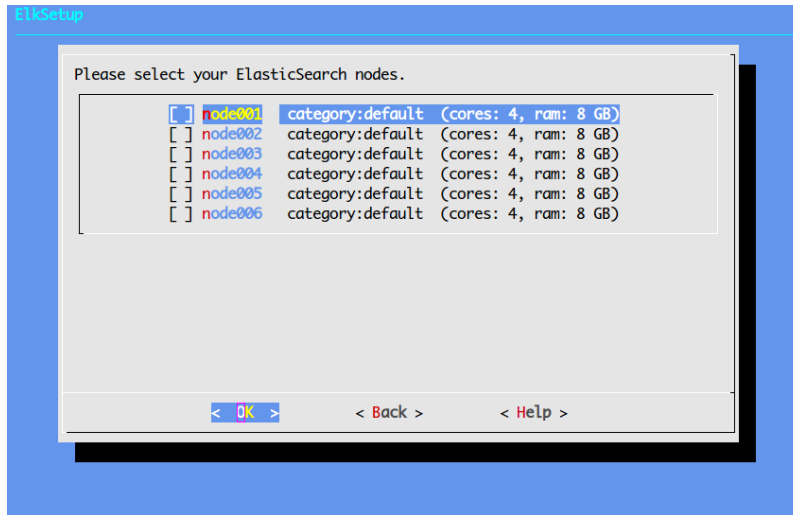 ElkSetup
Please select your ElasticSearch nodes.
[ ] node001 category:default (cores: 4, ram: 8 GB)
[ ] node002 category:default (cores: 4, ram: 8 GB)
[ ] node003 category:default (cores: 4, ram: 8 GB)
[ ] node004 category:default (cores: 4, ram: 8 GB)
[ ] node005 category:default (cores: 4, ram: 8 GB)
[ ] node006 category:default (cores: 4, ram: 8 GB)
< OK > < Back > < Help >